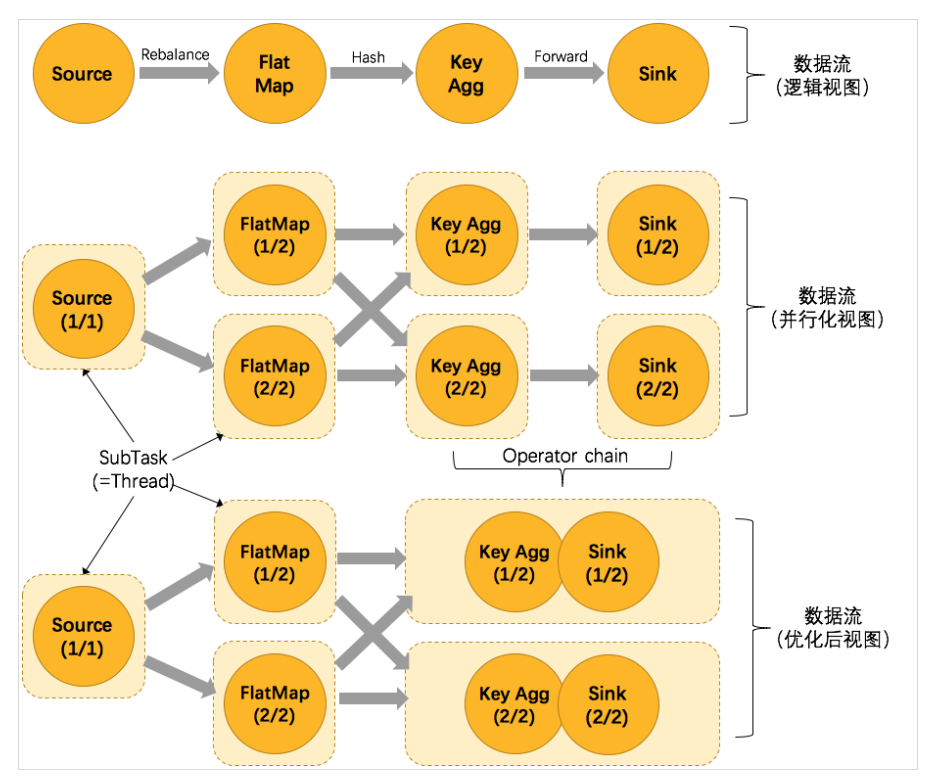 Source
Rebalance
Flat
Map
Hash
Key
Agg
Forward
Sink
数据流
（逻辑视图）
Source
(1/1)
FlatMap
(1/2)
Key Agg
(1/2)
Sink
(1/2)
FlatMap
(2/2)
Key Agg
(2/2)
Sink
(2/2)
数据流
（并行化视图）
SubTask
(=Thread)
Operator chain
Source
(1/1)
FlatMap
(1/2)
Key Agg
(1/2)
Sink
(1/2)
FlatMap
(2/2)
Key Agg
(2/2)
Sink
(2/2)
数据流
（优化后视图）